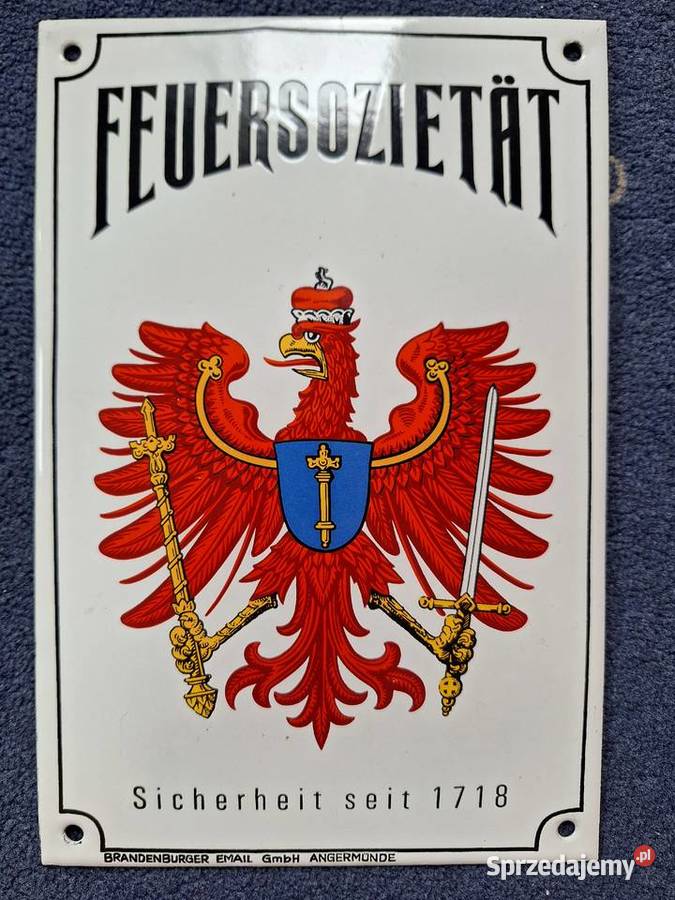 FEUERSOZIETÄT
Sicherheit seit 1718
BRANDENBURGER EMAIL GmbH ANGERMÜNDE
Sprzedajemy.pl